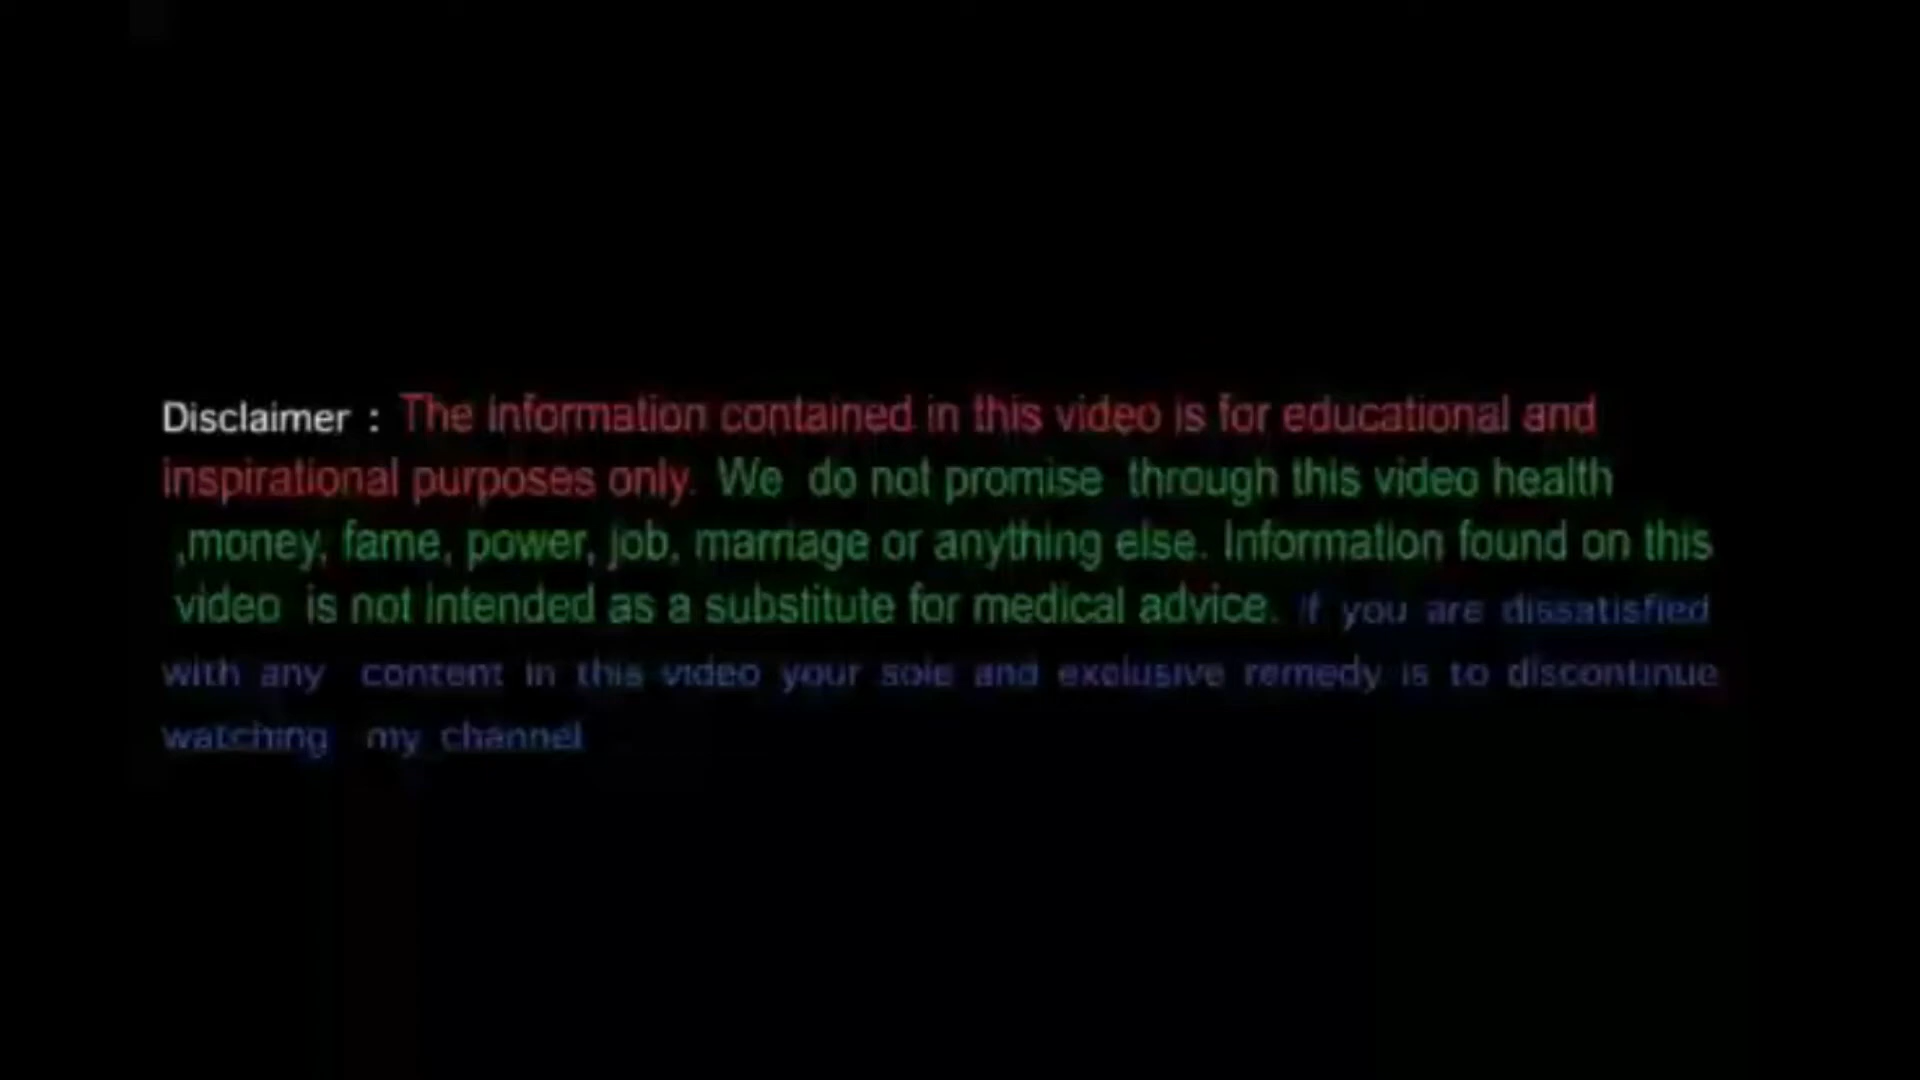 Disclaimer : The information contained in this video is for educational and
inspirational purposes only. We do not promise through this video health
,money, fame, power, job, marriage or anything else. Information found on this
video is not intended as a substitute for medical advice. If you are dissatisfied
with any content in this video your sole and exclusive remedy is to discontinue
watching my channel